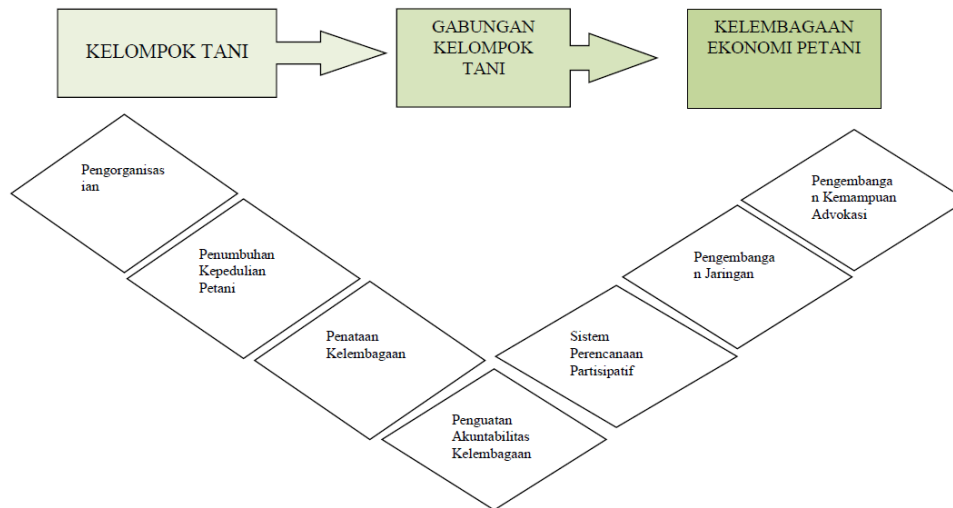 KELOMPOK TANI
GABUNGAN
KELOMPOK
TANI
KELEMBAGAAN
EKONOMI PETANI
Pengorganisas
ian
Penumbuhan
Kepedulian
Petani
Penataan
Kelembagaan
Penguatan
Akuntabilitas
Kelembagaan
Sistem
Perencanaan
Partisipatif
Pengembanga
n Jaringan
Pengembanga
n Kemampuan
Advokasi